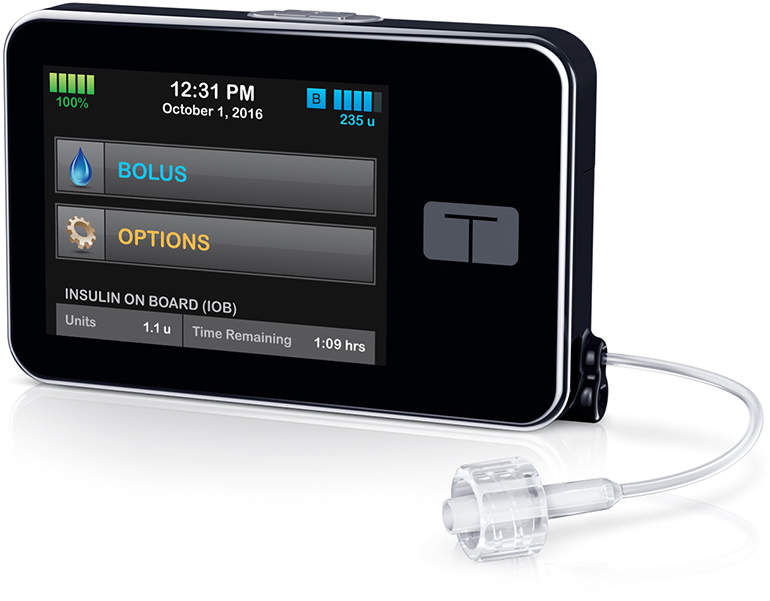 100%
12:31 PM
October 1, 2016
B
235 u
BOLUS
OPTIONS
INSULIN ON BOARD (IOB)
Units 1.1 u Time Remaining 1:09 hrs
T